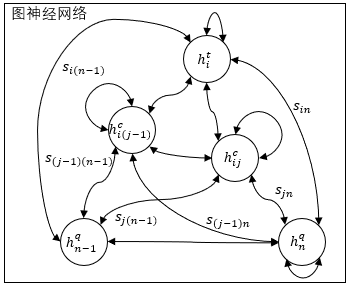 图神经网络
h_i^t
s_{i(n-1)}
s_{in}
h_{i(j-1)}^c
h_{ij}^c
s_{(j-1)(n-1)}
s_{jn}
s_{j(n-1)}
s_{(j-1)n}
h_{n-1}^q
h_n^q